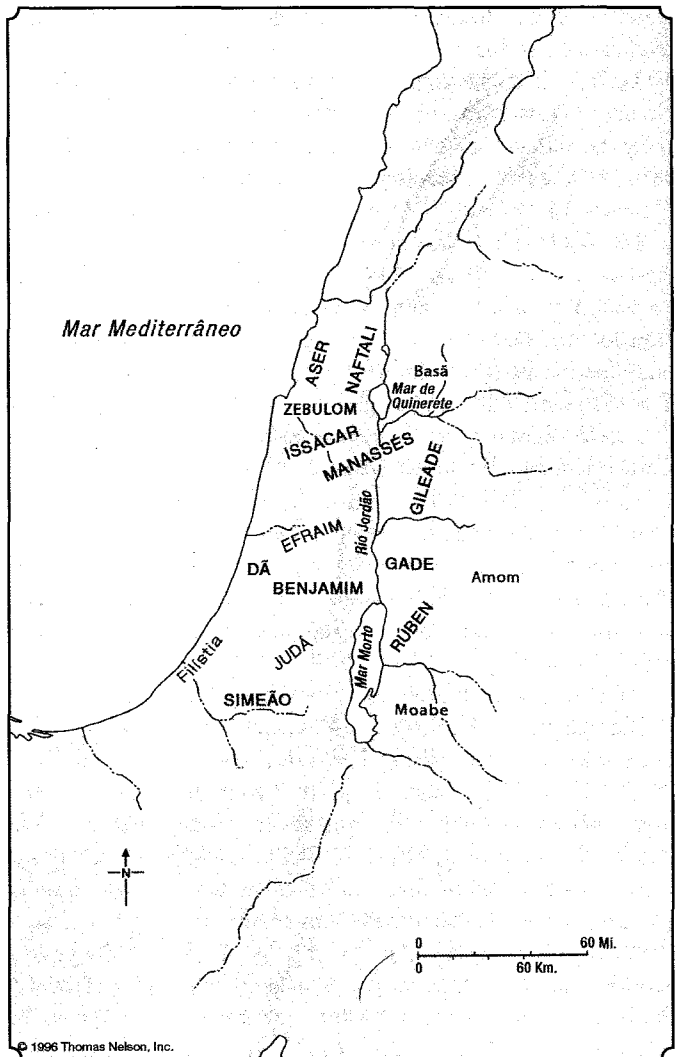 Mar Mediterrâneo
ASER
NAFTALI
Basã
Mar de
Quinerete
ZEBULOM
ISSACAR
MANASSÉS
GILEADE
Rio Jordão
EFRAIM
DÃ
BENJAMIM
GADE
Amom
RÚBEN
JUDÁ
Filístia
Mar Morto
SIMEÃO
Moabe
N
0 60 Mi.
0 60 Km.
© 1996 Thomas Nelson, Inc.